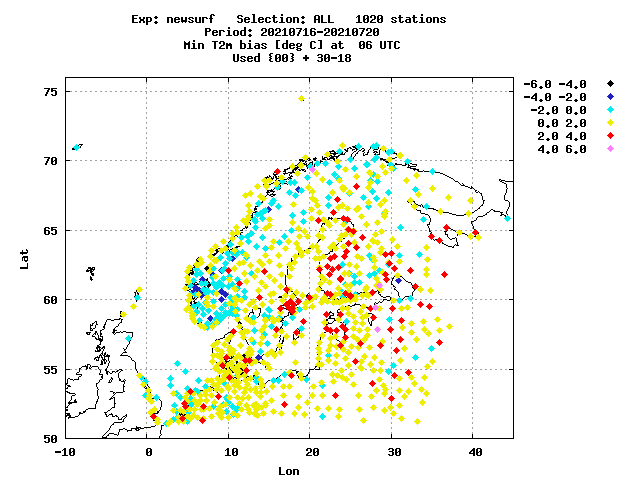 Exp: newsurf   Selection: ALL   1020 stations
Period: 20210716-20210720
Min T2m bias [deg C] at  06 UTC
Used {00} + 30-18
-6.0 -4.0
-4.0 -2.0
-2.0 0.0
0.0 2.0
2.0 4.0
4.0 6.0
75
70
65
60
55
50
Lat
-10 0 10 20 30 40
Lon